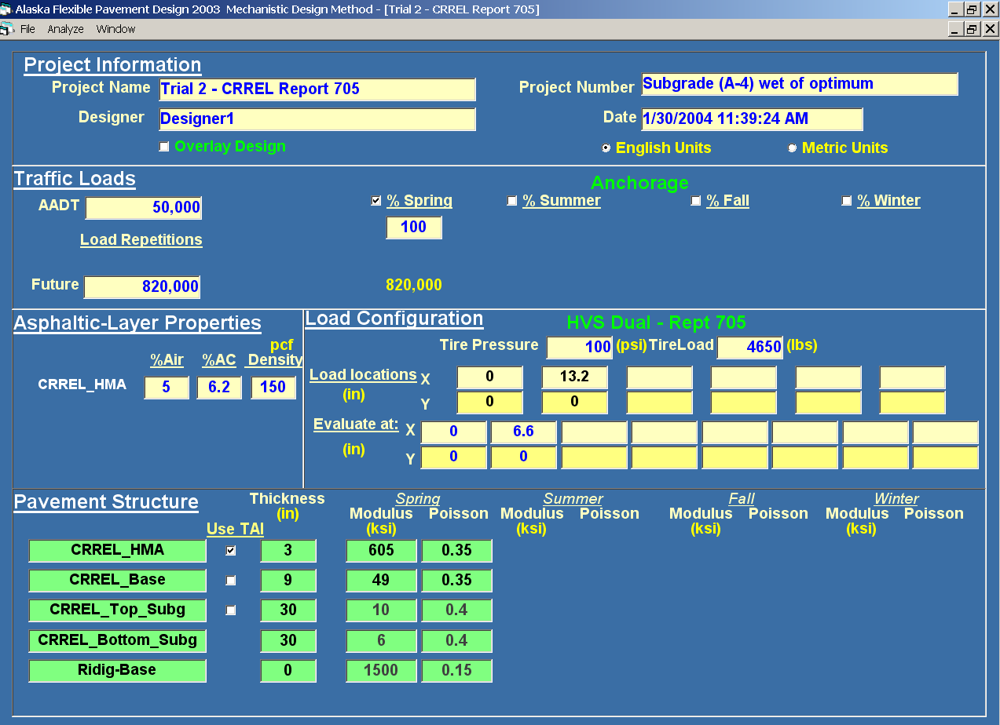 Alaska Flexible Pavement Design 2003 Mechanistic Design Method - [Trial 2 - CRREL Report 705]
File Analyze Window
Project Information
Project Name Trial 2 - CRREL Report 705 Project Number Subgrade (A-4) wet of optimum
Designer Designer1 Date 1/30/2004 11:39:24 AM
Overlay Design English Units Metric Units
Traffic Loads Anchorage
AADT 50,000 % Spring % Summer % Fall % Winter
100
Load Repetitions
Future 820,000 820,000
Asphaltic-Layer Properties
pcf
%Air %AC Density
CRREL_HMA 5 6.2 150
Load Configuration HVS Dual - Rept 705
Tire Pressure 100 (psi) TireLoad 4650 (lbs)
Load locations X 0 13.2
(in) Y 0 0
Evaluate at: X 0 6.6
(in) Y 0 0
Pavement Structure Thickness Spring Summer Fall Winter
(in) Modulus Poisson Modulus Poisson Modulus Poisson Modulus Poisson
Use TAI (ksi) (ksi) (ksi) (ksi)
CRREL_HMA 3 605 0.35
CRREL_Base 9 49 0.35
CRREL_Top_Subg 30 10 0.4
CRREL_Bottom_Subg 30 6 0.4
Ridig-Base 0 1500 0.15